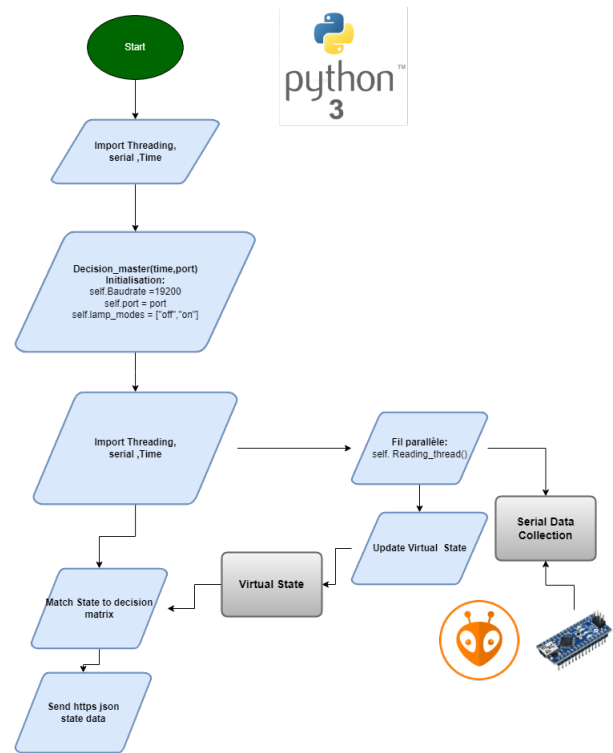 Start
python™
3
Import Threading,
serial ,Time
Decision_master(time,port)
Initialisation:
self.Baudrate =19200
self.port = port
self.lamp_modes = ["off","on"]
Import Threading,
serial ,Time
Fil parallèle:
self. Reading_thread()
Serial Data
Collection
Update Virtual State
Virtual State
Match State to decision
matrix
Send https json
state data